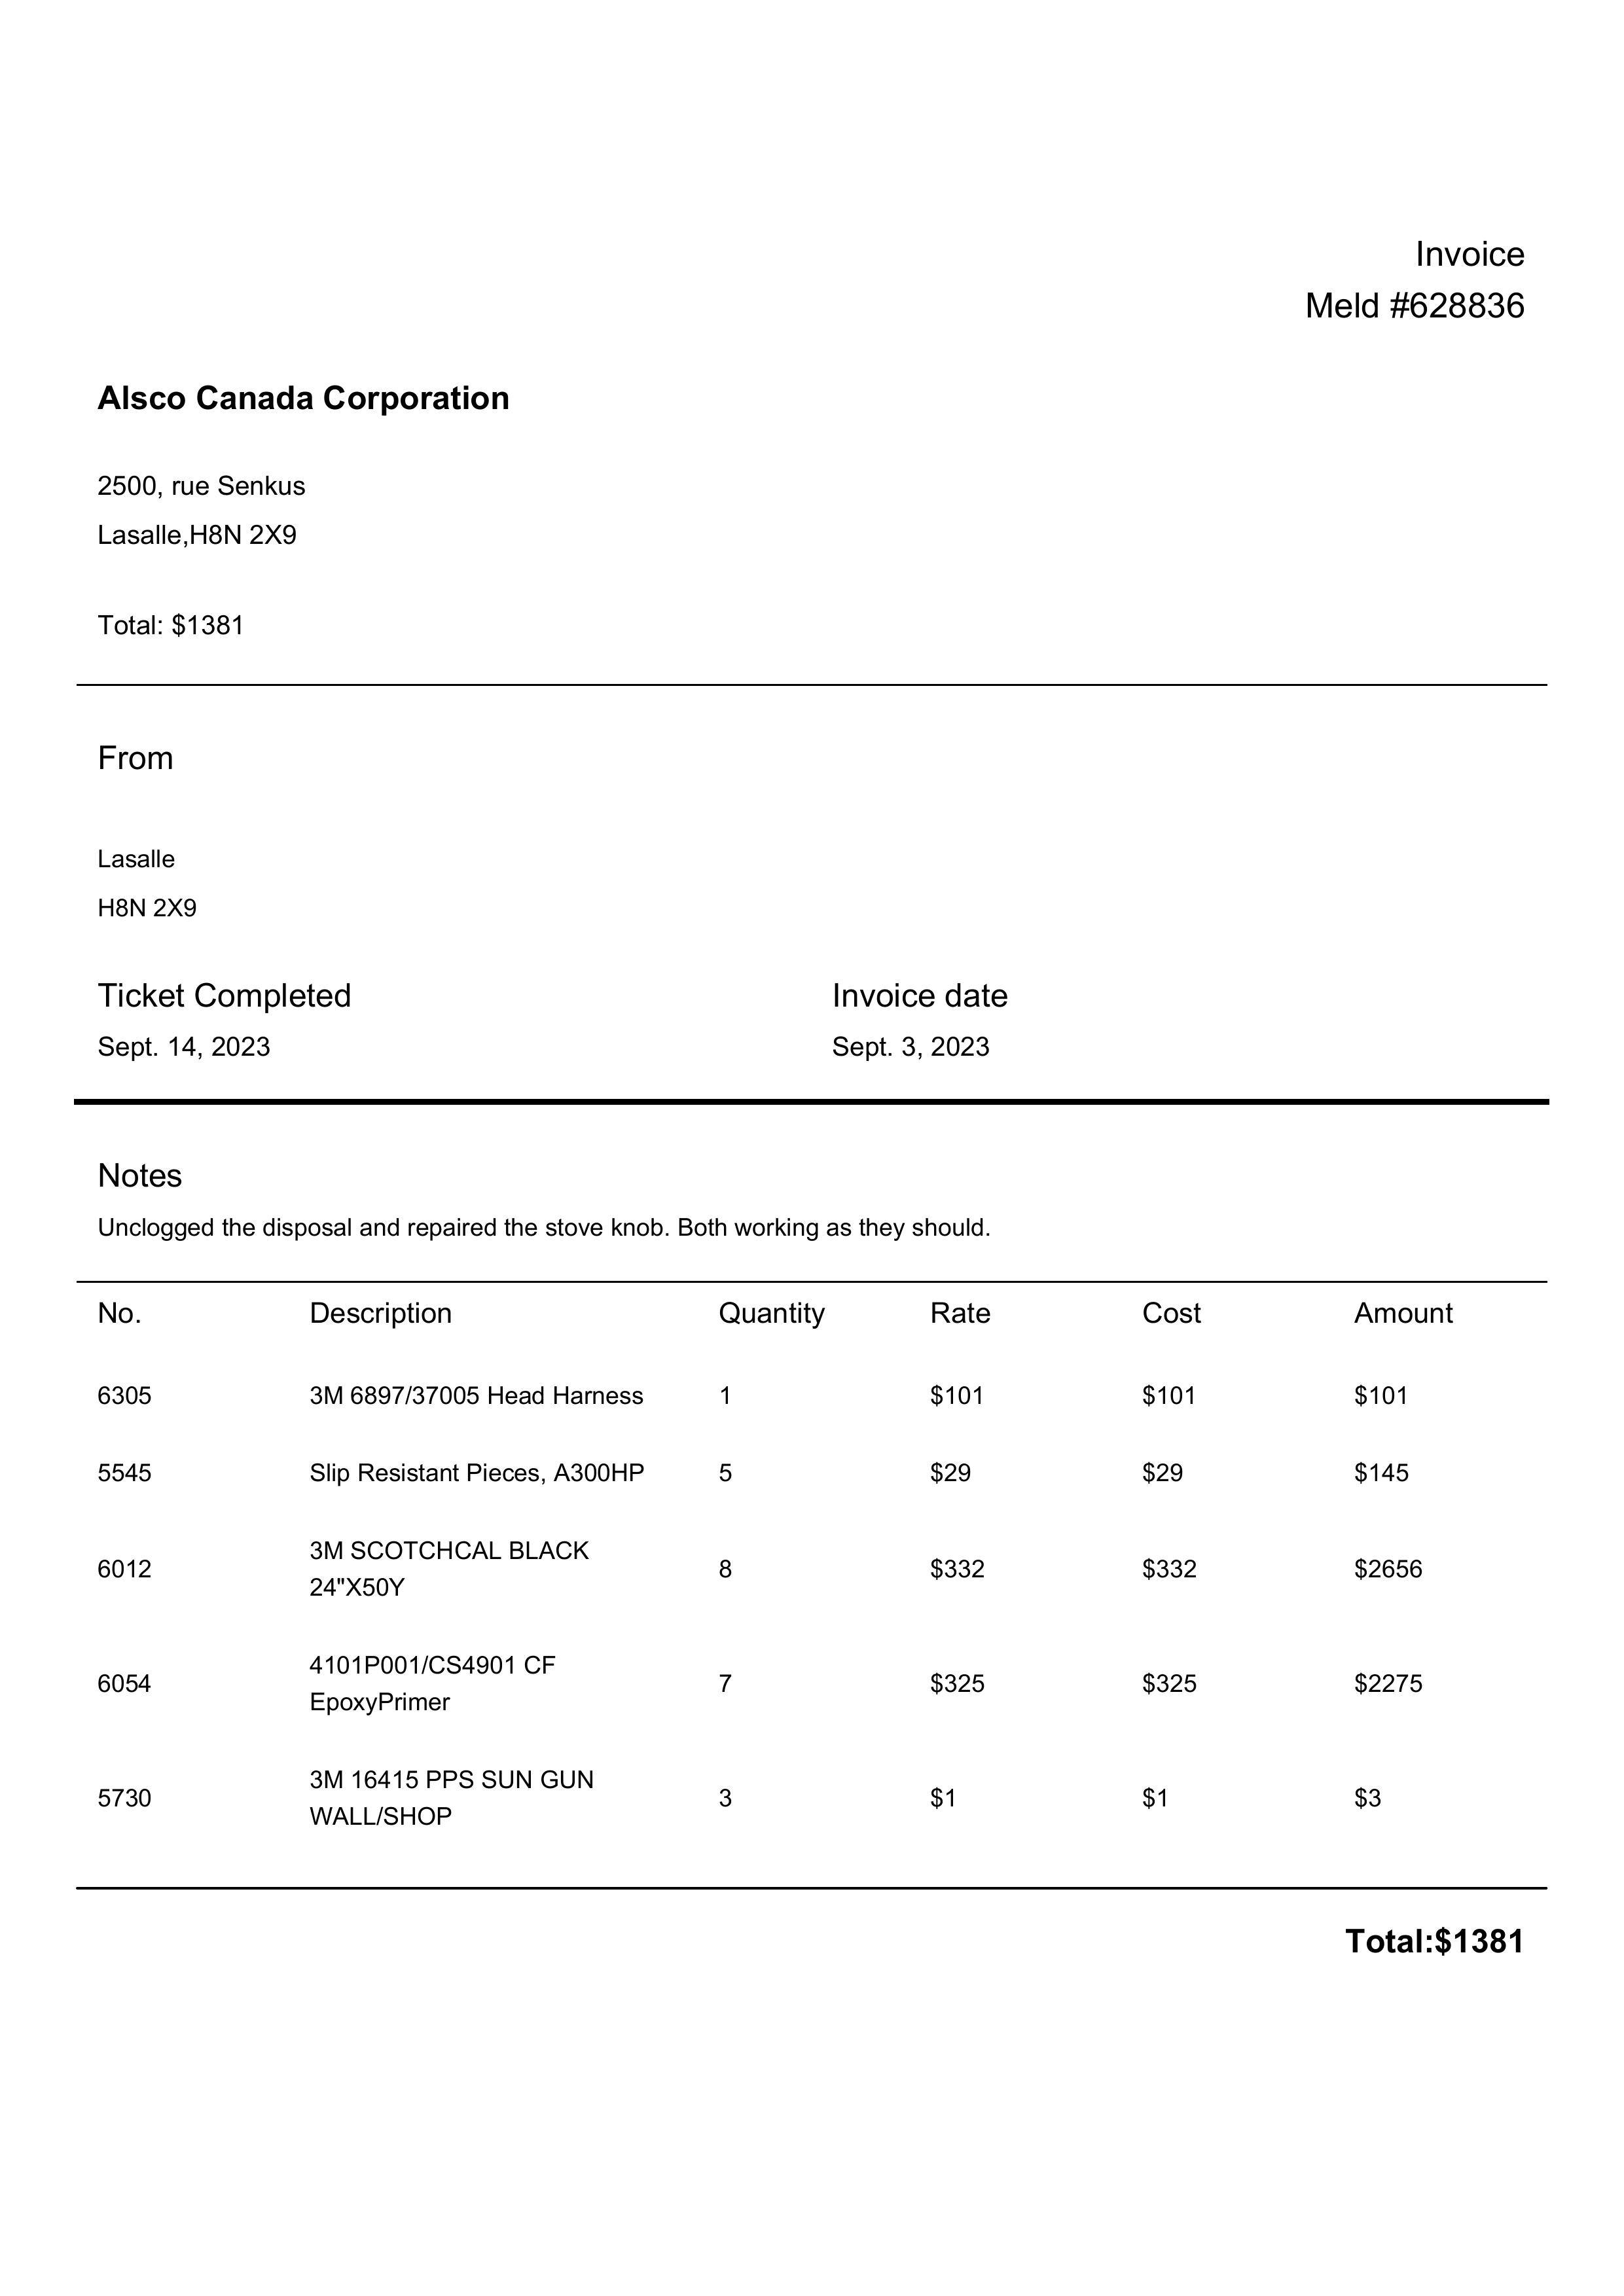 Invoice
Meld #628836
Alsco Canada Corporation
2500, rue Senkus
Lasalle,H8N 2X9
Total: $1381
From
Lasalle
H8N 2X9
Ticket Completed Invoice date
Sept. 14, 2023 Sept. 3, 2023
Notes
Unclogged the disposal and repaired the stove knob. Both working as they should.
No. Description Quantity Rate Cost Amount
6305 3M 6897/37005 Head Harness 1 $101 $101 $101
5545 Slip Resistant Pieces, A300HP 5 $29 $29 $145
3M SCOTCHCAL BLACK
6012 8 $332 $332 $2656
24"X50Y
4101P001/CS4901 CF
6054 7 $325 $325 $2275
EpoxyPrimer
3M 16415 PPS SUN GUN
5730 3 $1 $1 $3
WALL/SHOP
Total:$1381